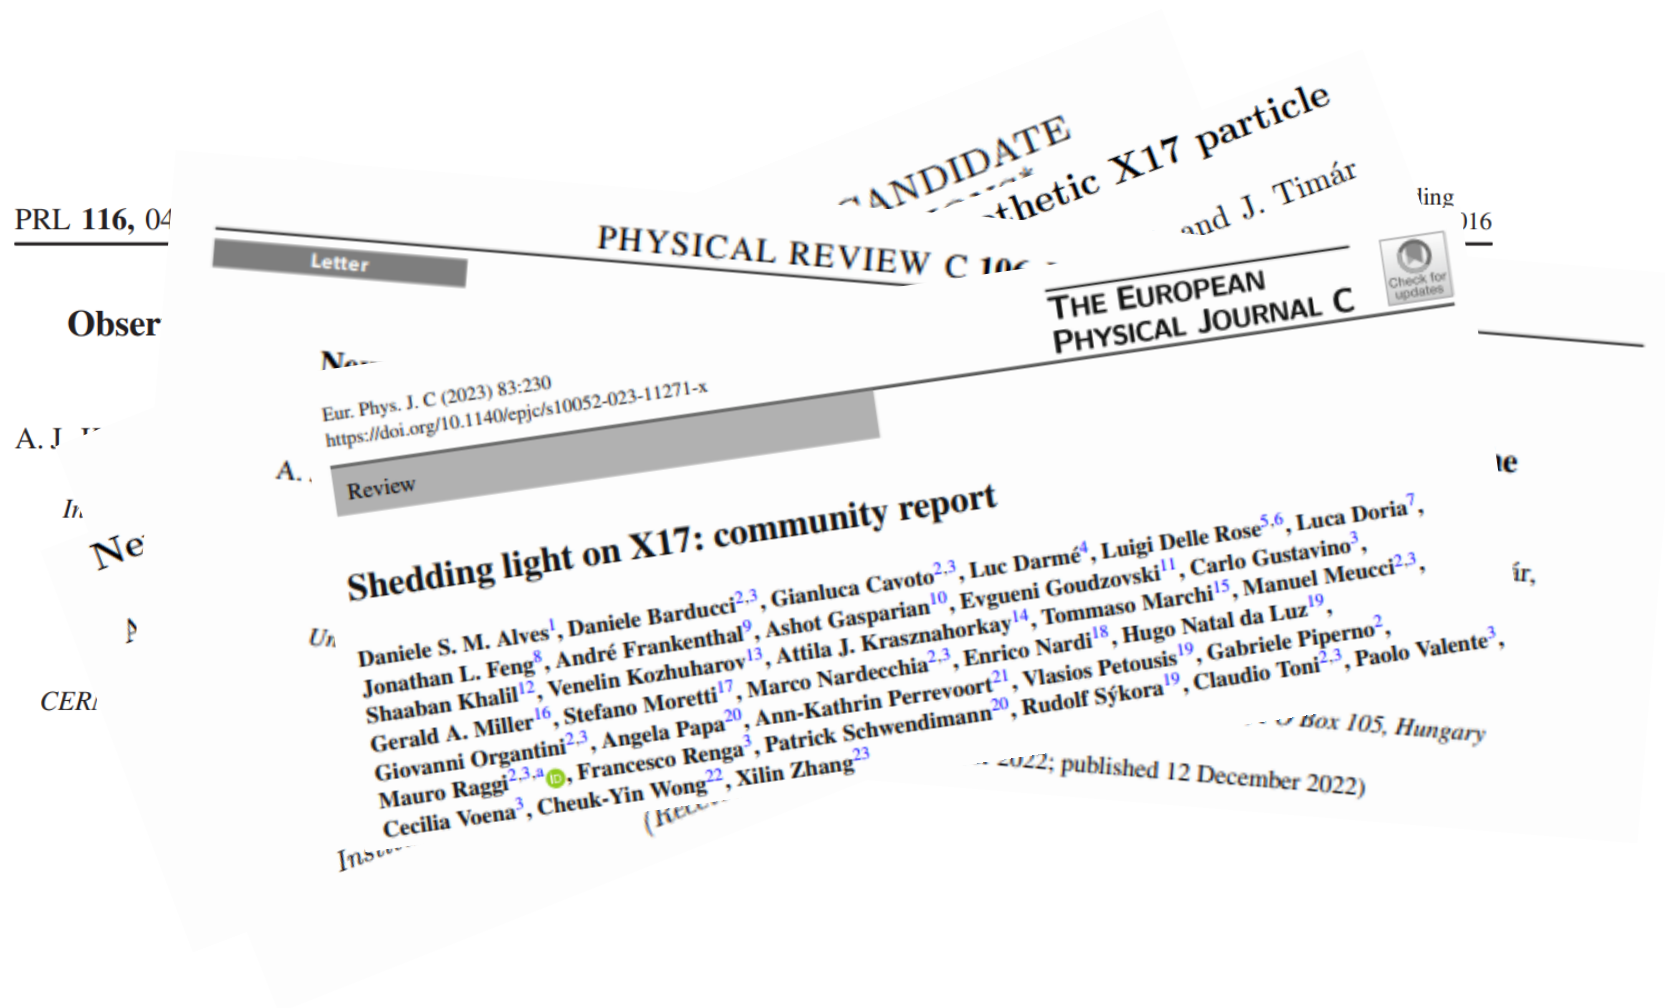 CANDIDATE
X17 particle
and J. Timár
PRL 116, 04
016
PHYSICAL REVIEW C 106
Letter
THE EUROPEAN
PHYSICAL JOURNAL C
Check for
updates
Obser
Eur. Phys. J. C (2023) 83:230
https://doi.org/10.1140/epjc/s10052-023-11271-x
A. J.
A.
Review
Shedding light on X17: community report
Ne
Daniele S. M. Alves1, Daniele Barducci2,3, Gianluca Cavoto2,3, Luc Darmé4, Luigi Delle Rose5,6, Luca Doria7,
Jonathan L. Feng8, André Frankenthal9, Ashot Gasparian10, Evgueni Goudzovski11, Carlo Gustavino3,
Shaaban Khalil12, Venelin Kozhuharov13, Attila J. Krasznahorkay14, Tommaso Marchi15, Manuel Meucci2,3,
Gerald A. Miller16, Stefano Moretti17, Marco Nardecchia2,3, Enrico Nardi18, Hugo Natal da Luz19,
Giovanni Organtini2,3, Angela Papa20, Ann-Kathrin Perrevoort21, Vlasios Petousis19, Gabriele Piperno2,
Mauro Raggi2,3,a iD, Francesco Renga3, Patrick Schwendimann20, Rudolf Sýkora19, Claudio Toni2,3, Paolo Valente3,
Cecilia Voena3, Cheuk-Yin Wong22, Xilin Zhang23
CER
Box 105, Hungary
2022; published 12 December 2022)